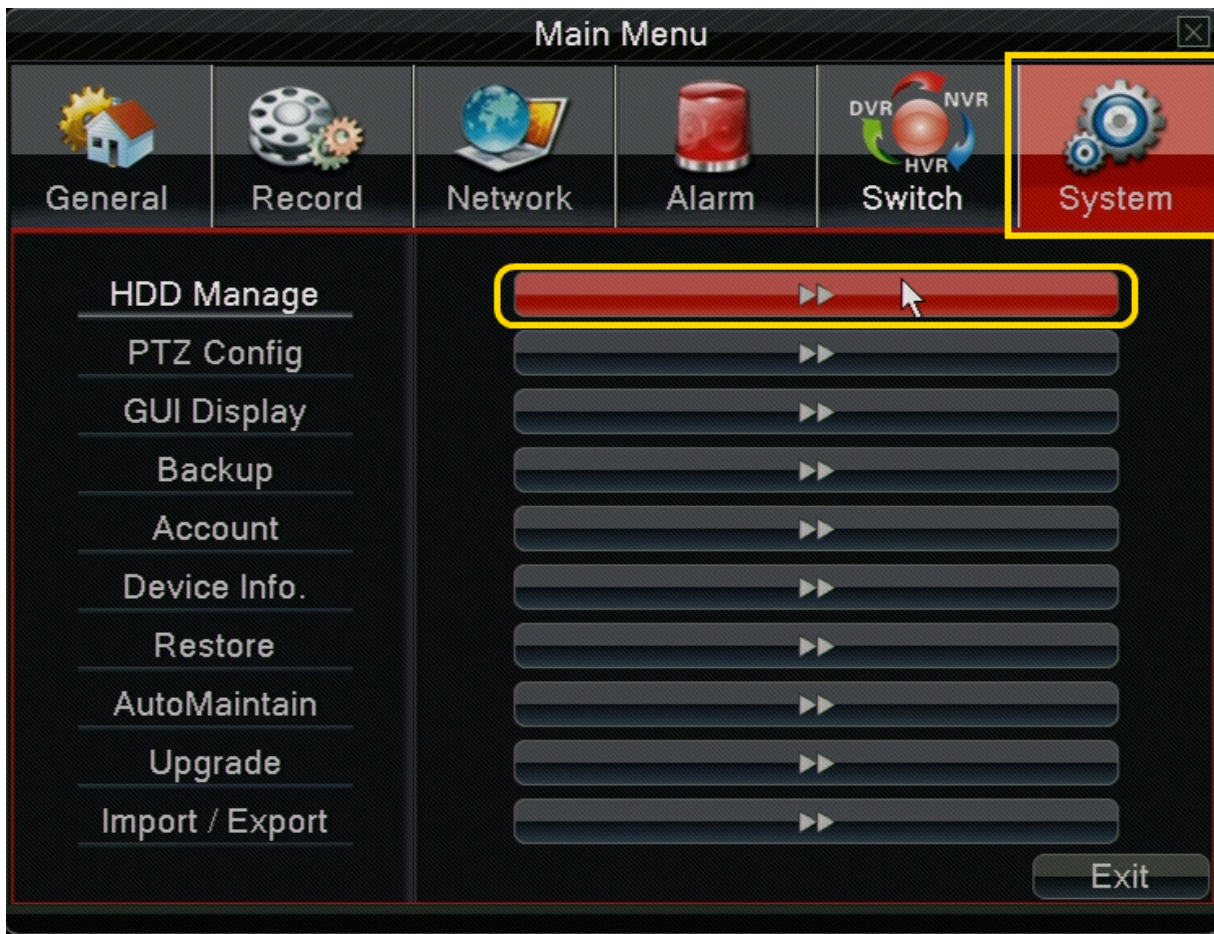 Main Menu
DVR NVR
HVR
General Record Network Alarm Switch System
HDD Manage
PTZ Config
GUI Display
Backup
Account
Device Info.
Restore
AutoMaintain
Upgrade
Import / Export
Exit